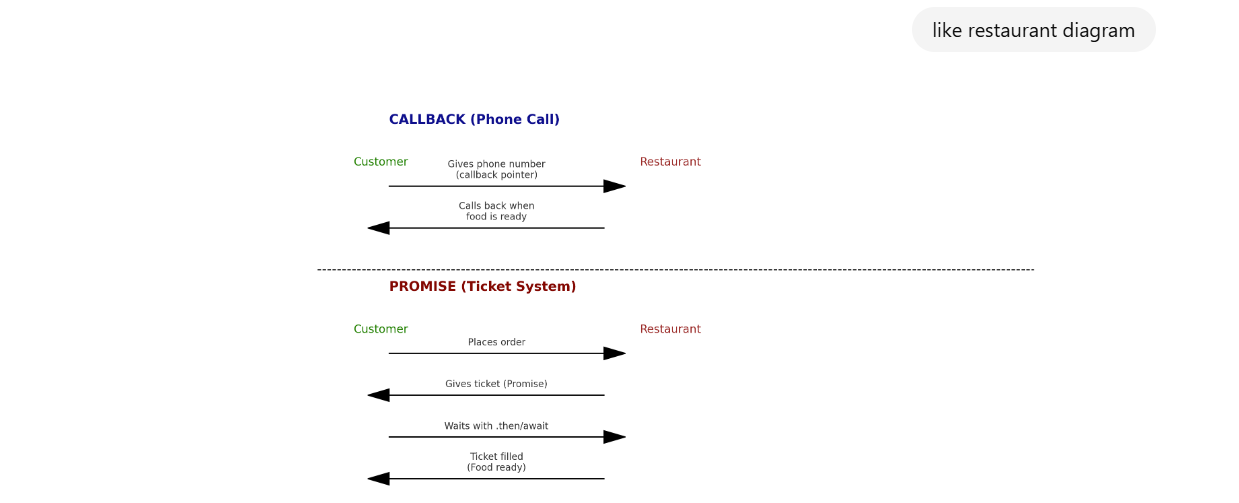 like restaurant diagram
CALLBACK (Phone Call)
Customer
Gives phone number
(callback pointer)
Restaurant
Calls back when
food is ready
PROMISE (Ticket System)
Customer
Restaurant
Places order
Gives ticket (Promise)
Waits with .then/await
Ticket filled
(Food ready)